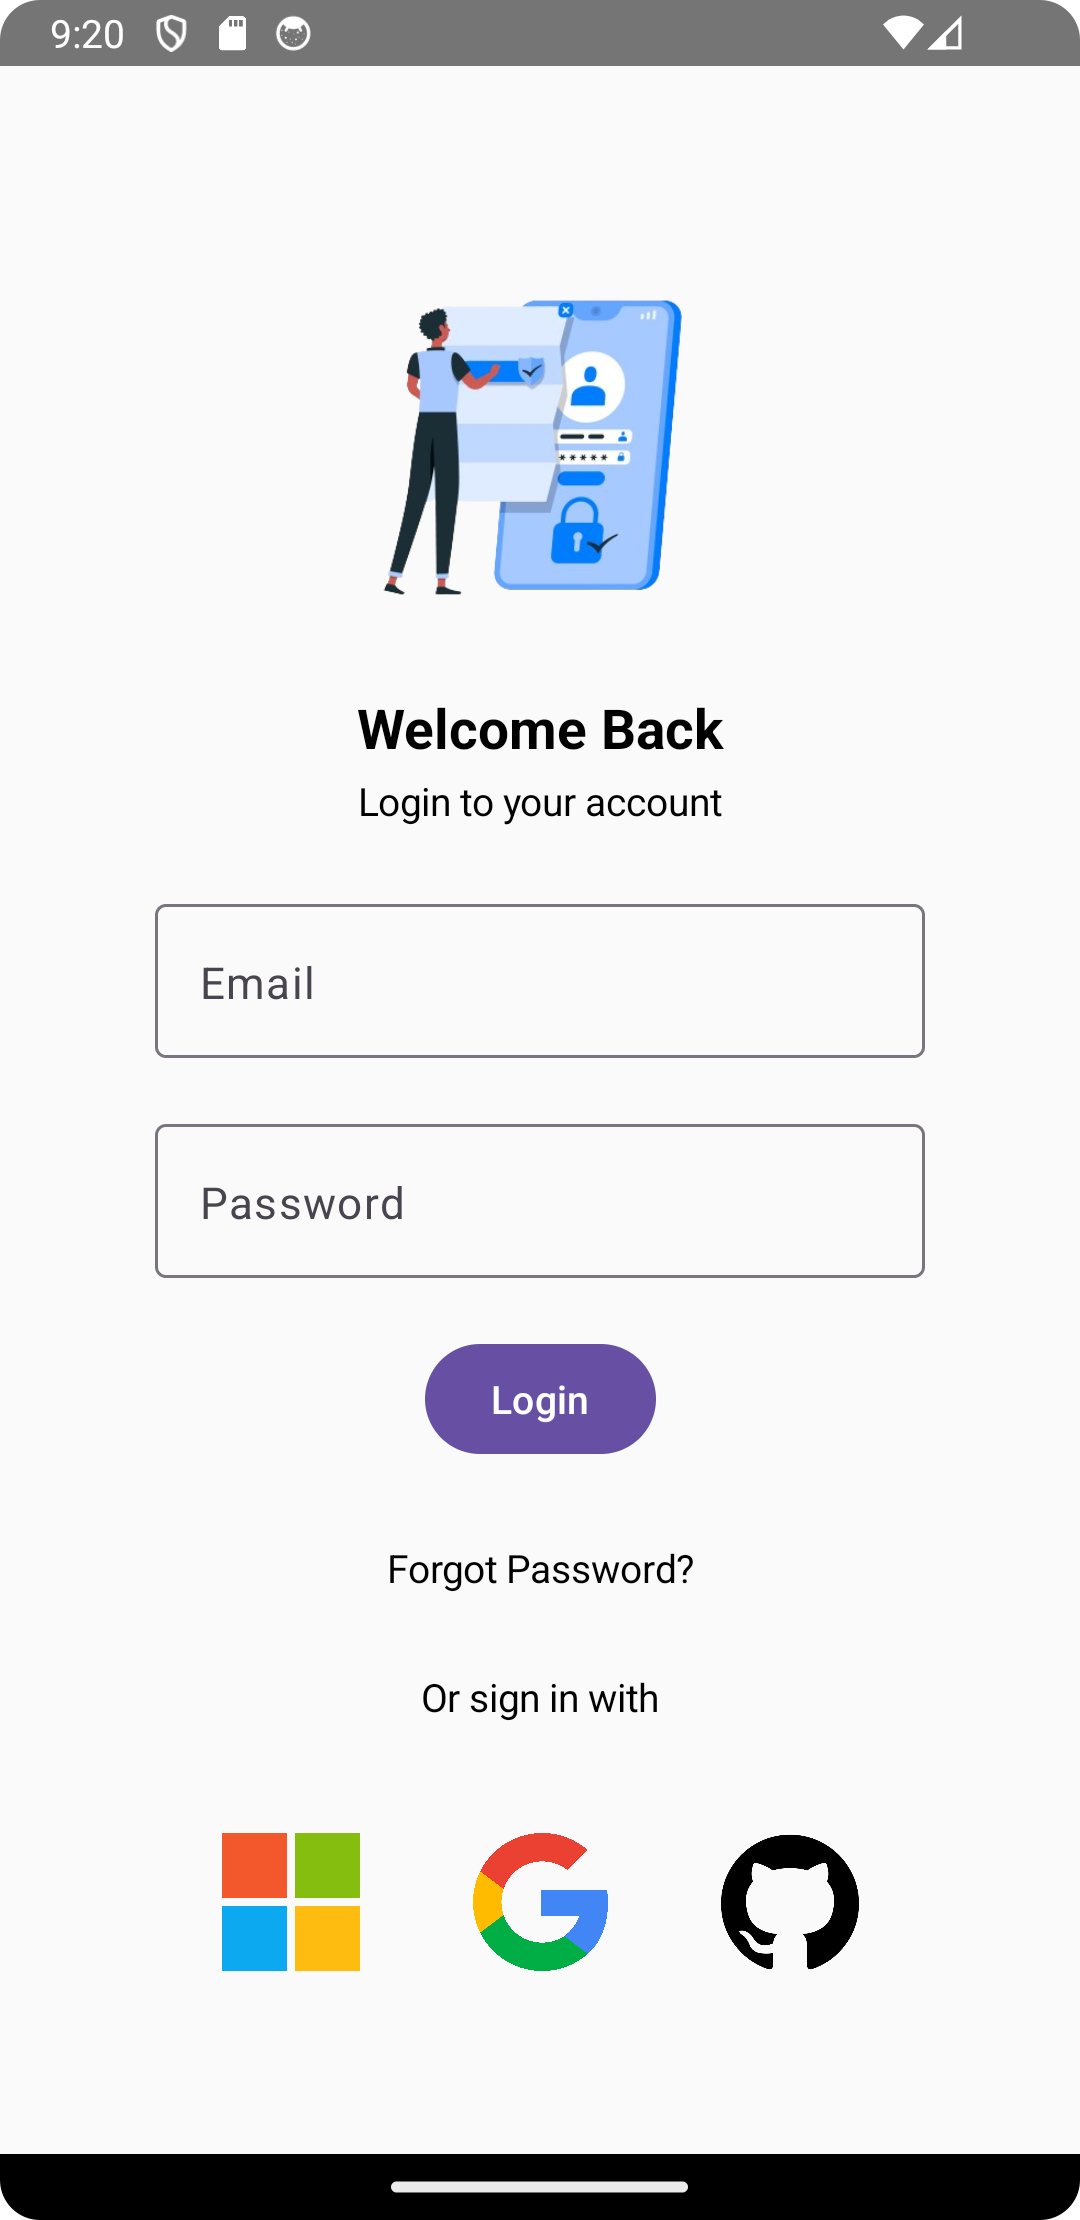 9:20
*****
Welcome Back
Login to your account
Email
Password
Login
Forgot Password?
Or sign in with